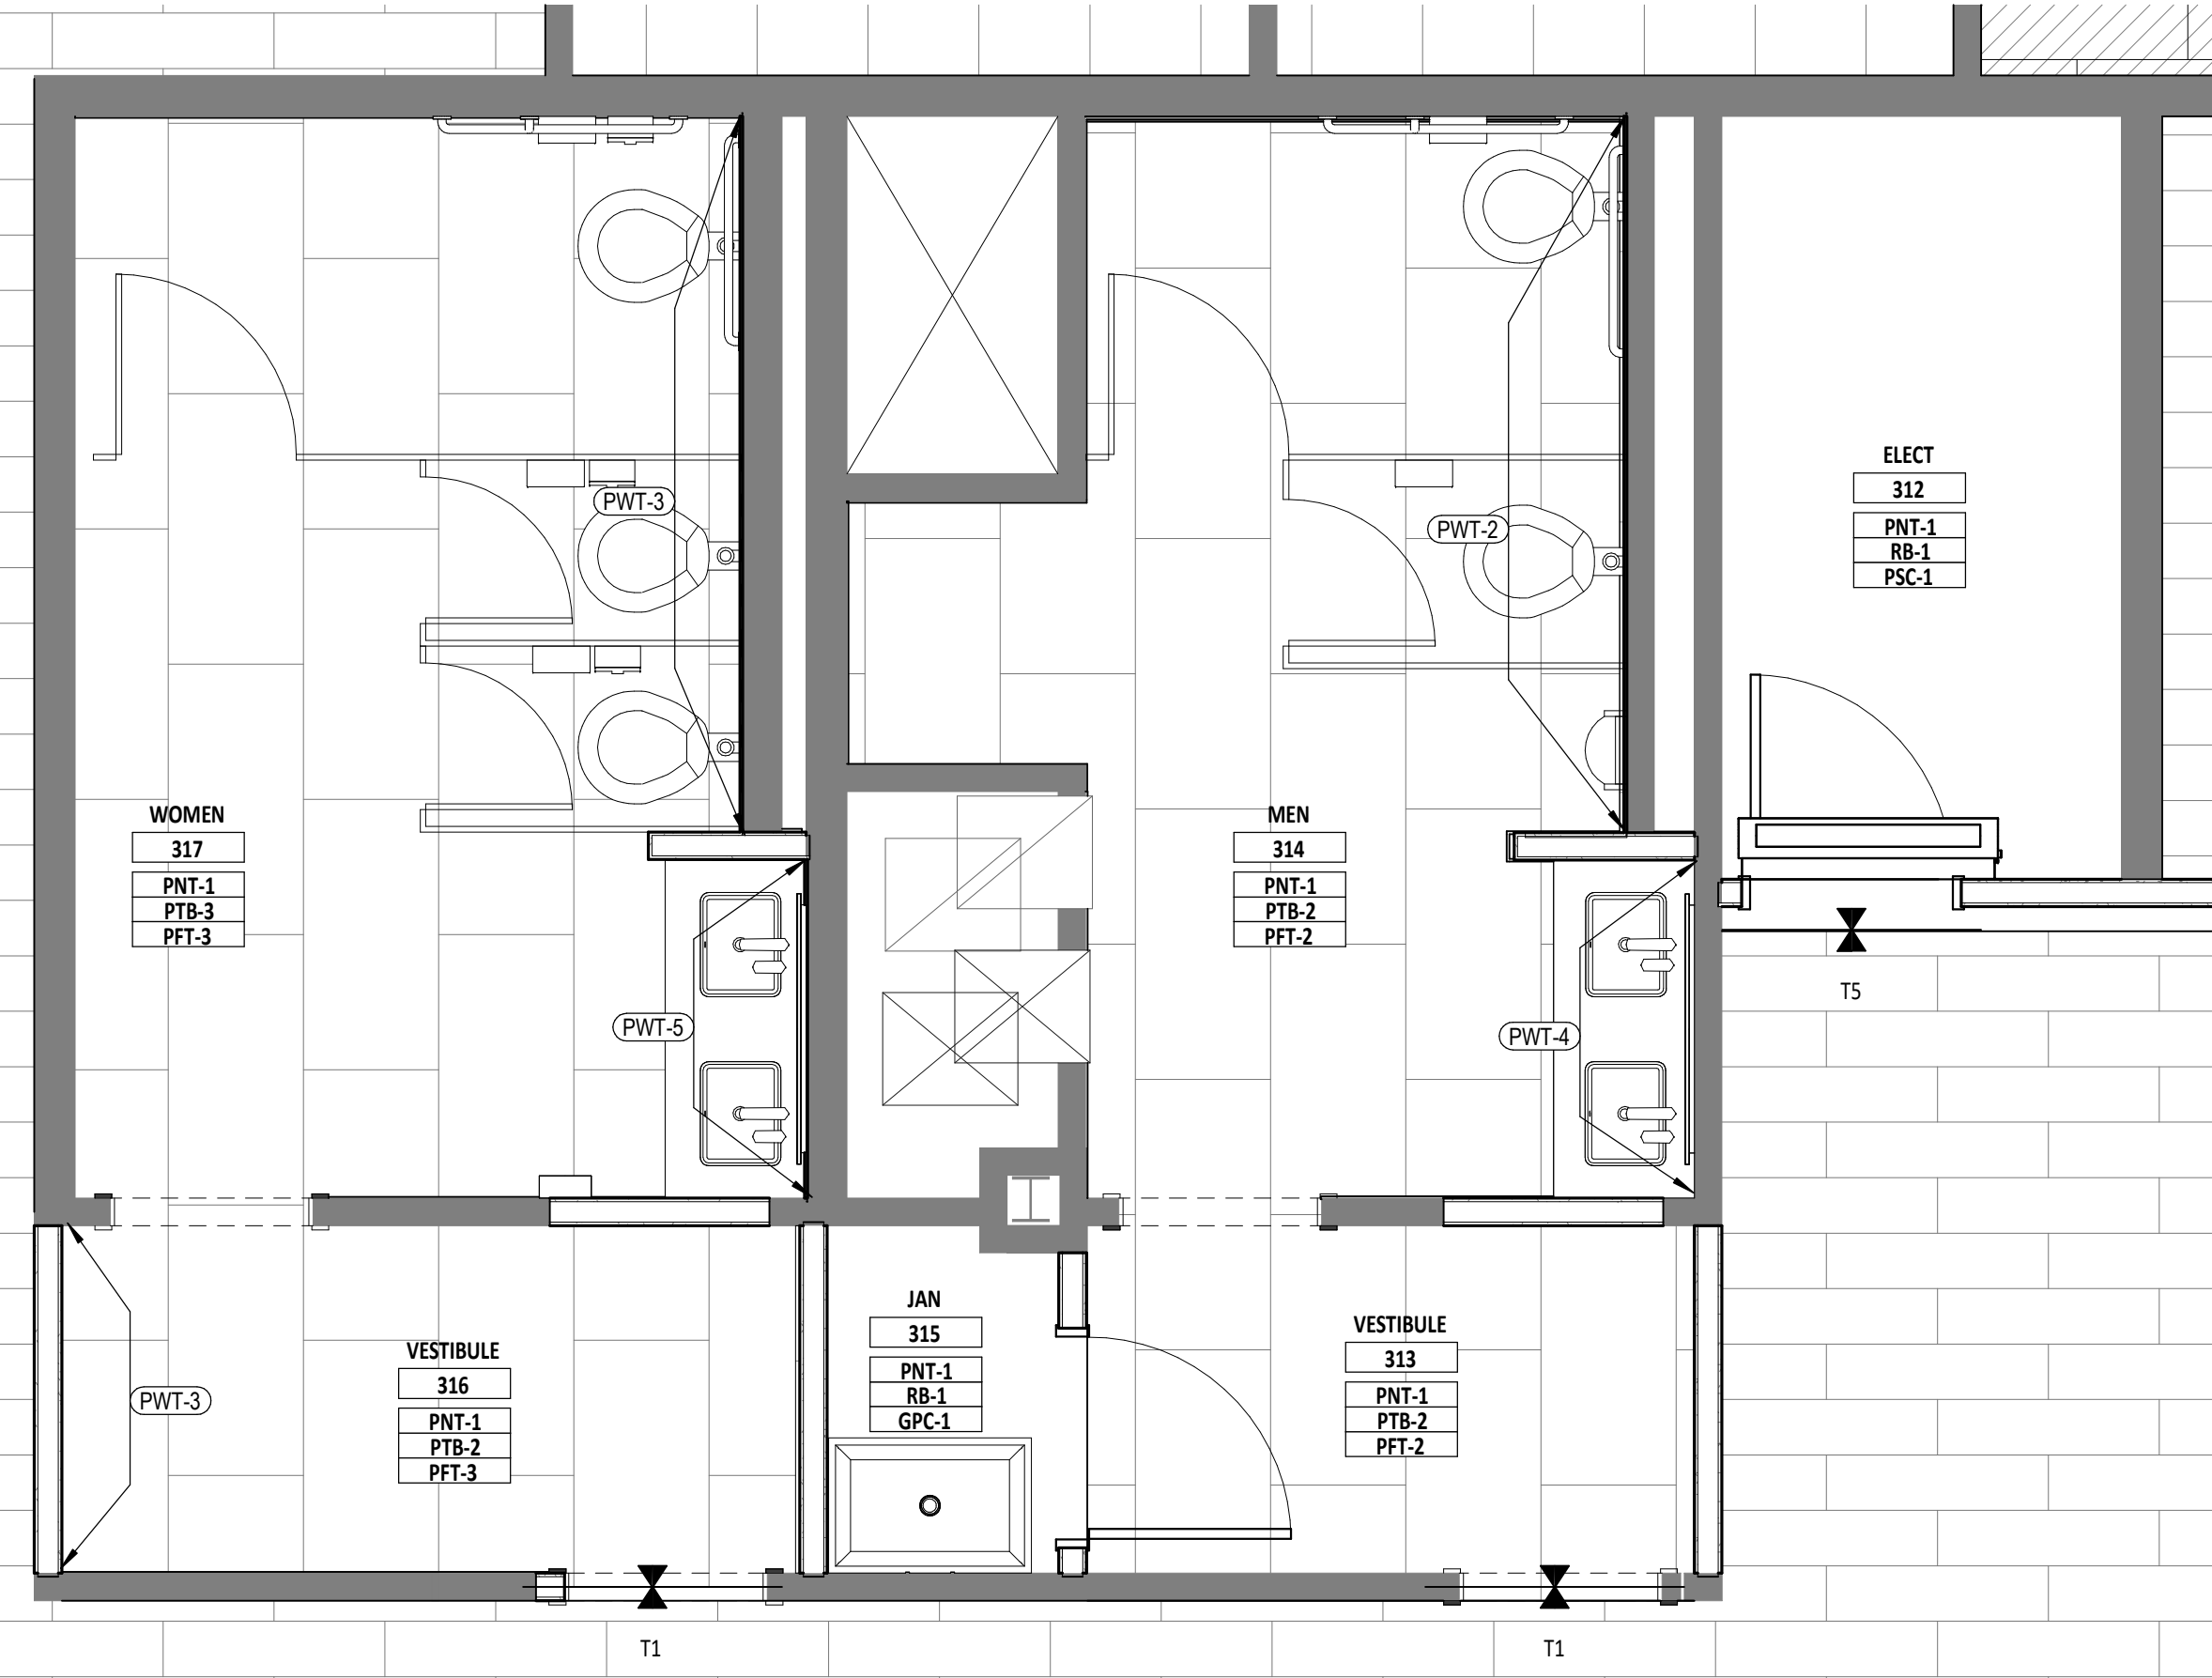 PWT-3
PWT-2
ELECT
312
PNT-1
RB-1
PSC-1
WOMEN
317
PNT-1
PTB-3
PFT-3
MEN
314
PNT-1
PTB-2
PFT-2
PWT-5
PWT-4
T5
JAN
315
PNT-1
RB-1
GPC-1
VESTIBULE
313
PNT-1
PTB-2
PFT-2
VESTIBULE
316
PNT-1
PTB-2
PFT-3
PWT-3
T1
T1